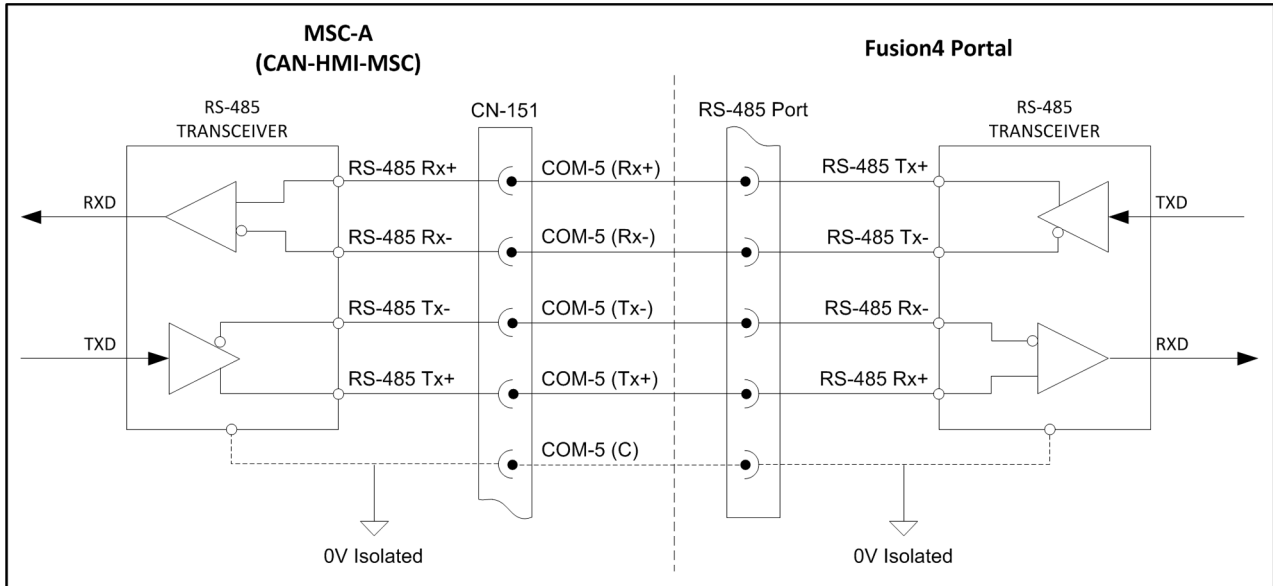 MSC-A
(CAN-HMI-MSC)
Fusion4 Portal
RS-485
TRANSCEIVER
CN-151
RS-485 Port
RS-485
TRANSCEIVER
RS-485 Rx+
COM-5 (Rx+)
RS-485 Tx+
RXD
TXD
RS-485 Rx-
COM-5 (Rx-)
RS-485 Tx-
RS-485 Tx-
COM-5 (Tx-)
RS-485 Rx-
TXD
RXD
RS-485 Tx+
COM-5 (Tx+)
RS-485 Rx+
COM-5 (C)
0V Isolated
0V Isolated